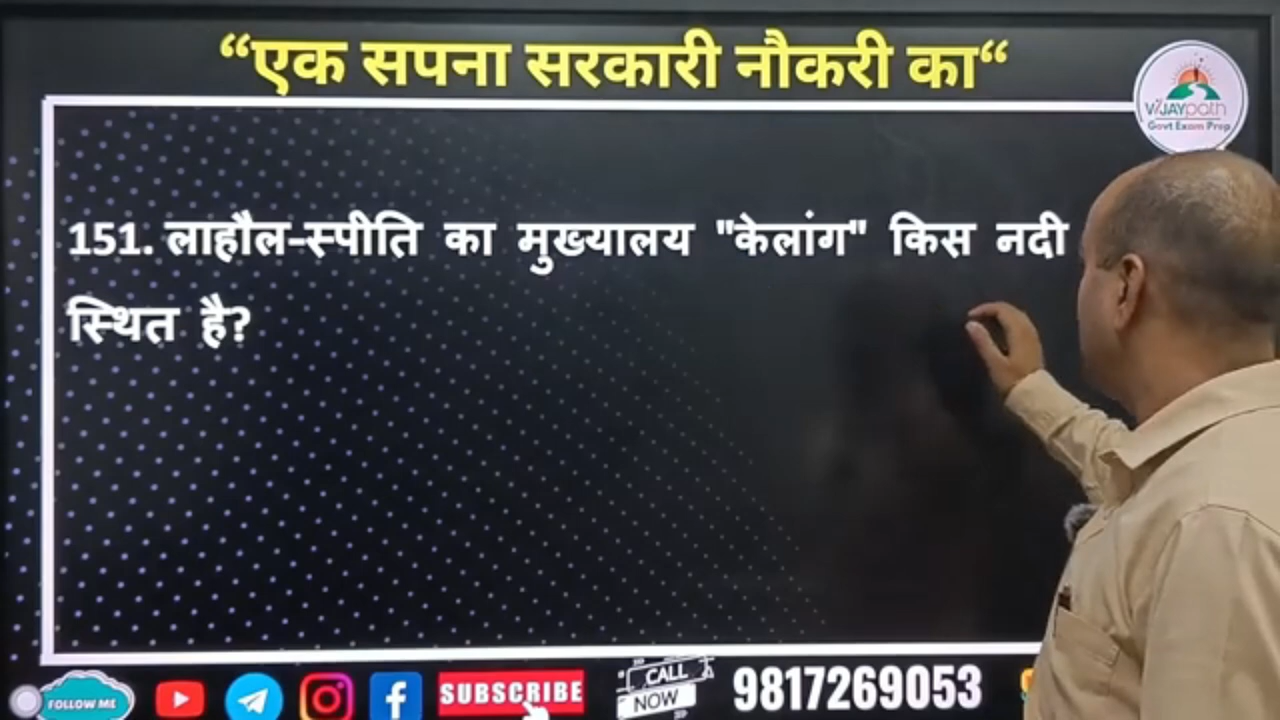 “एक सपना सरकारी नौकरी का“
VIJAYpath
Govt Exam Prep
151. लाहौल-स्पीति का मुख्यालय "केलांग" किस नदी
स्थित है?
FOLLOW ME
SUBSCRIBE
CALL
NOW
9817269053